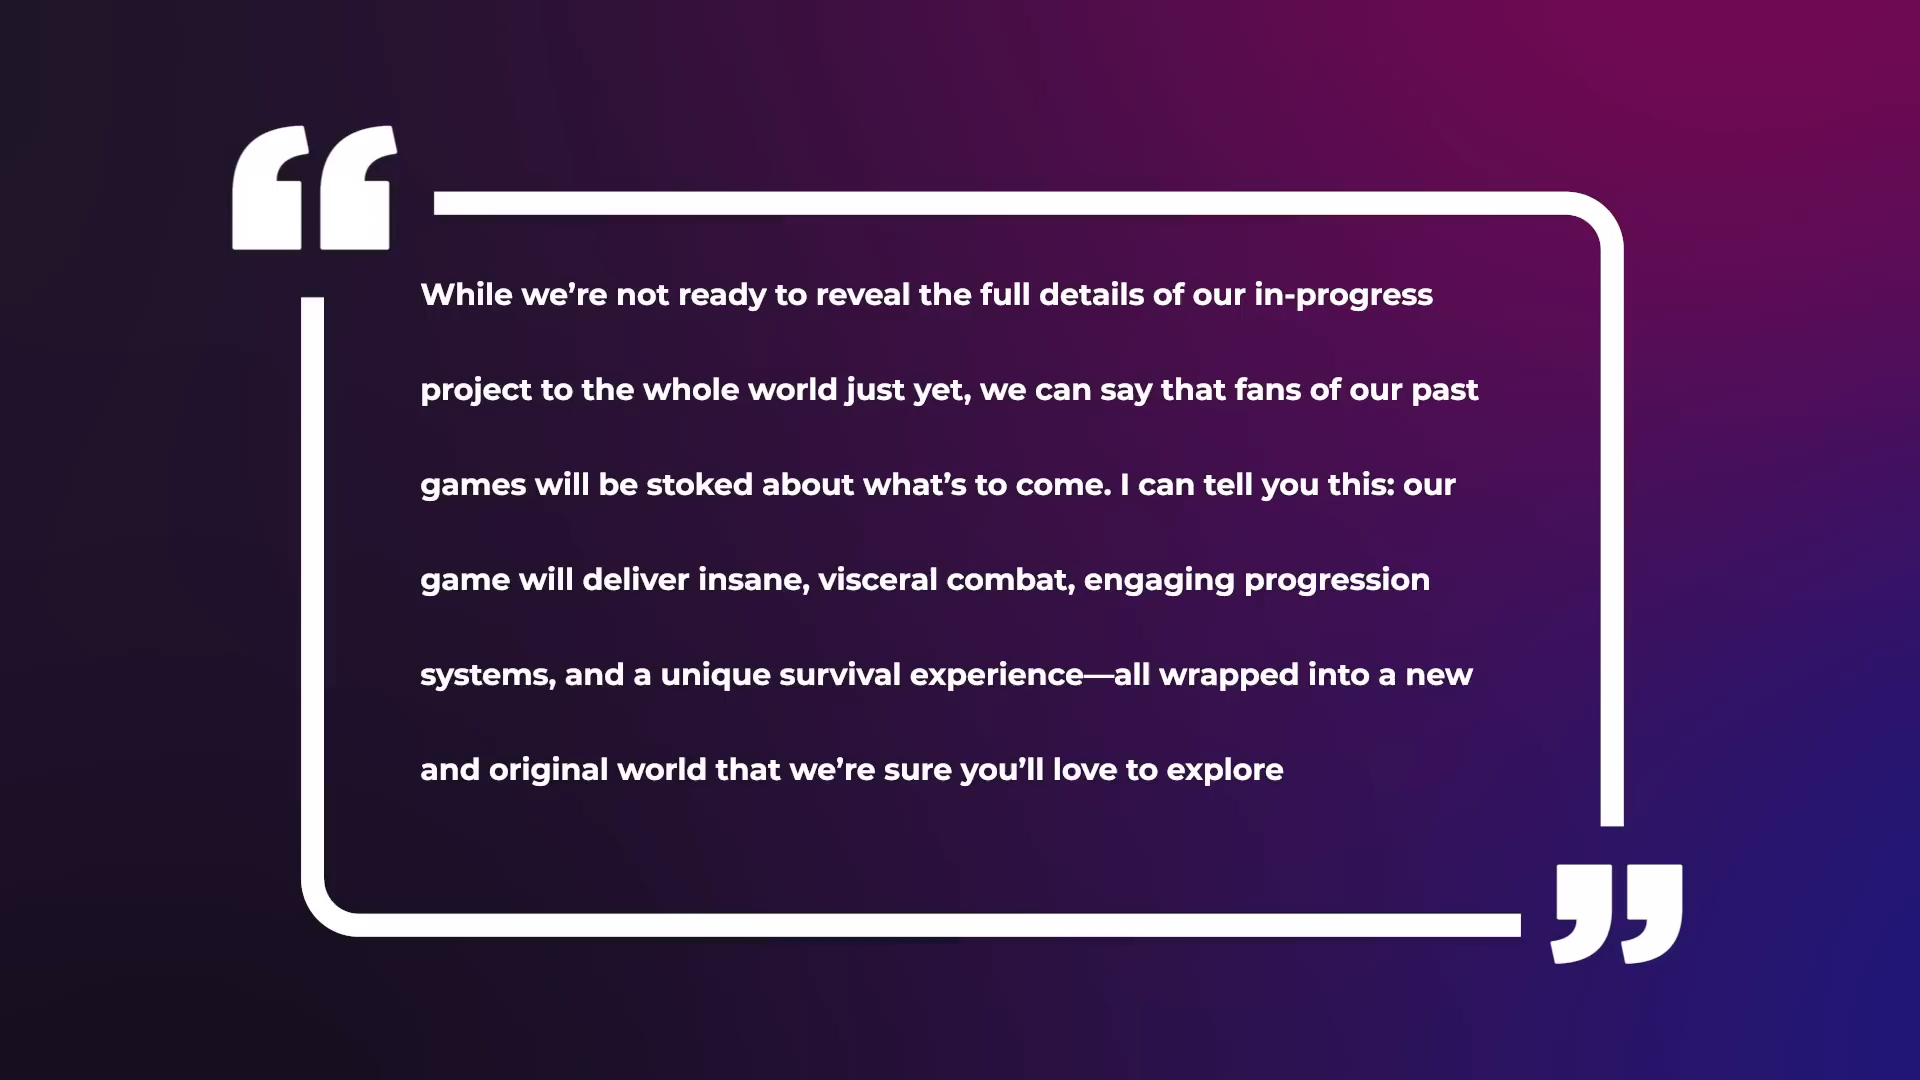 While we’re not ready to reveal the full details of our in-progress
project to the whole world just yet, we can say that fans of our past
games will be stoked about what’s to come. I can tell you this: our
game will deliver insane, visceral combat, engaging progression
systems, and a unique survival experience—all wrapped into a new
and original world that we’re sure you’ll love to explore